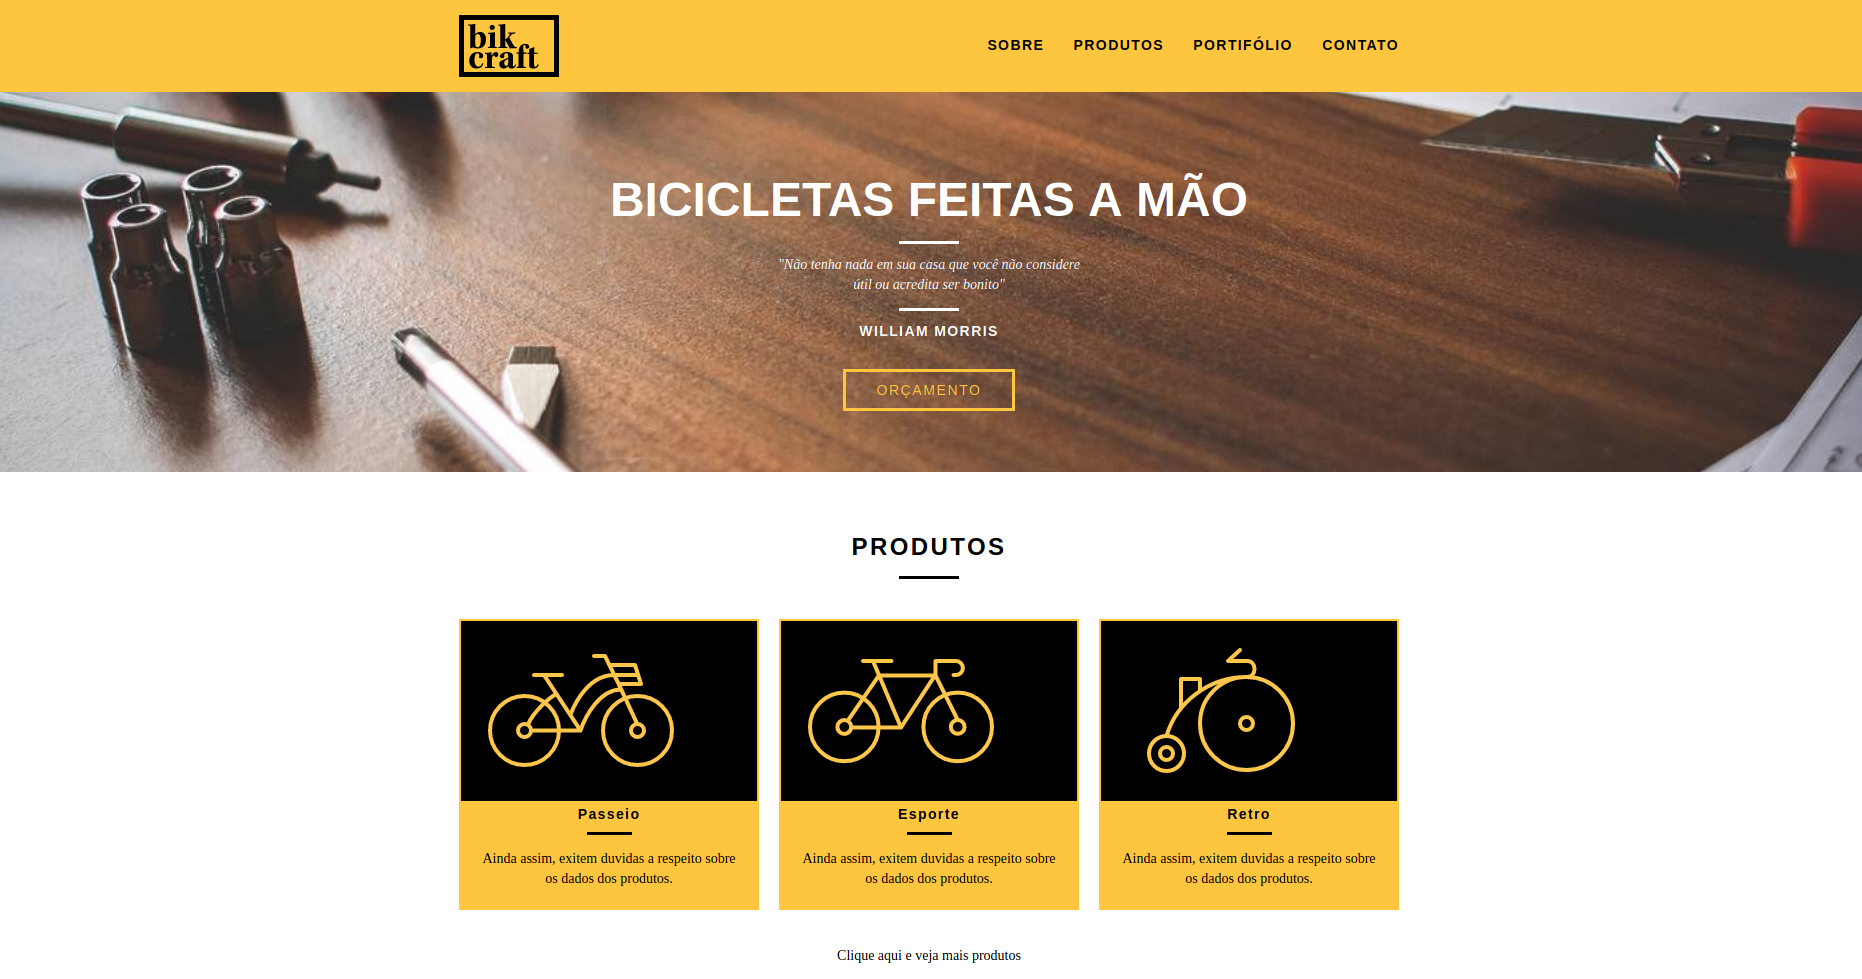 bik
craft
SOBRE PRODUTOS PORTIFÓLIO CONTATO
BICICLETAS FEITAS A MÃO
"Não tenha nada em sua casa que você não considere
útil ou acredita ser bonito"
WILLIAM MORRIS
ORÇAMENTO
PRODUTOS
Passeio
Ainda assim, exitem duvidas a respeito sobre
os dados dos produtos.
Esporte
Ainda assim, exitem duvidas a respeito sobre
os dados dos produtos.
Retro
Ainda assim, exitem duvidas a respeito sobre
os dados dos produtos.
Clique aqui e veja mais produtos